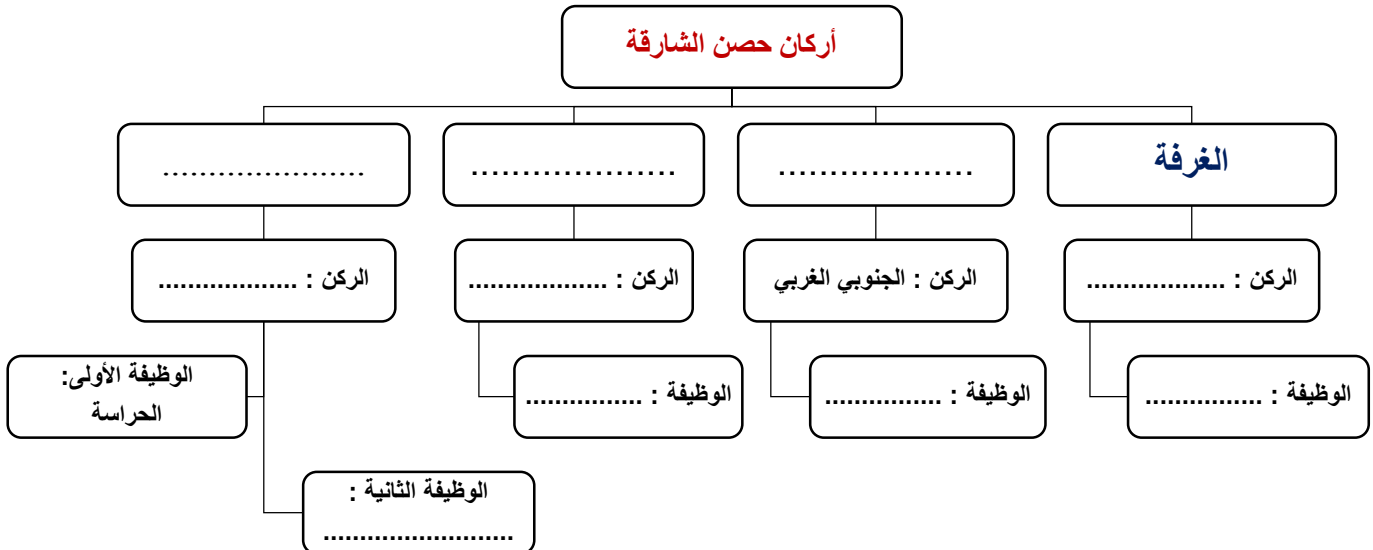 أركان حصن الشارقة
الغرفة
...................
....................
......................
الركن : ...................
الركن : الجنوبي الغربي
الركن : ...................
الركن : ...................
الوظيفة : ................
الوظيفة : ................
الوظيفة : ................
الوظيفة الأولى:
الحراسة
الوظيفة الثانية :
..........................